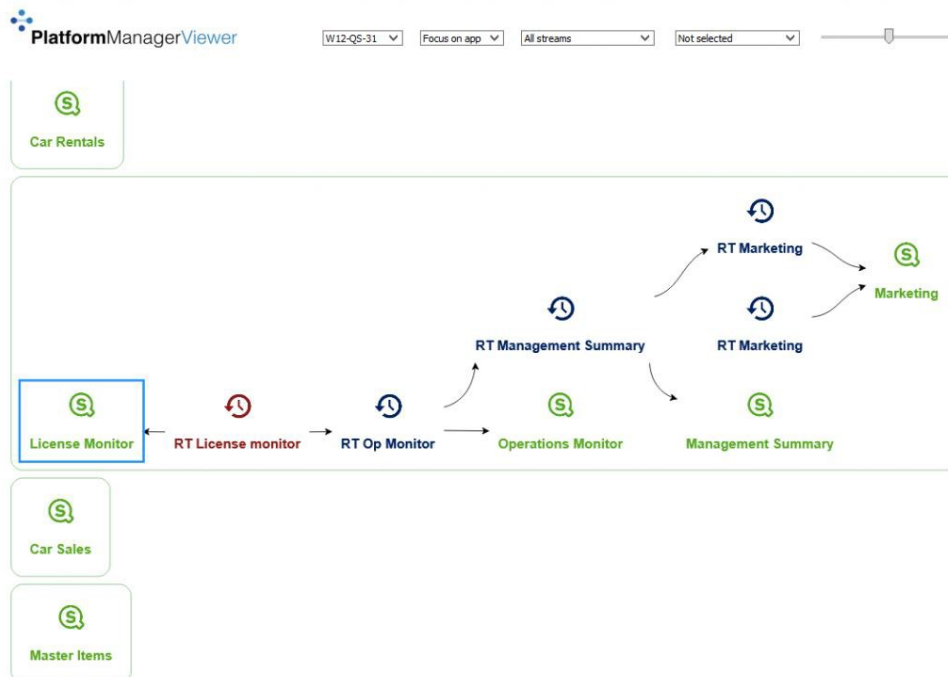 PlatformManagerViewer
W12-QS-31
Focus on app
All streams
Not selected
Car Rentals
RT Marketing
Marketing
RT Management Summary
RT Marketing
License Monitor
RT License monitor
RT Op Monitor
Operations Monitor
Management Summary
Car Sales
Master Items